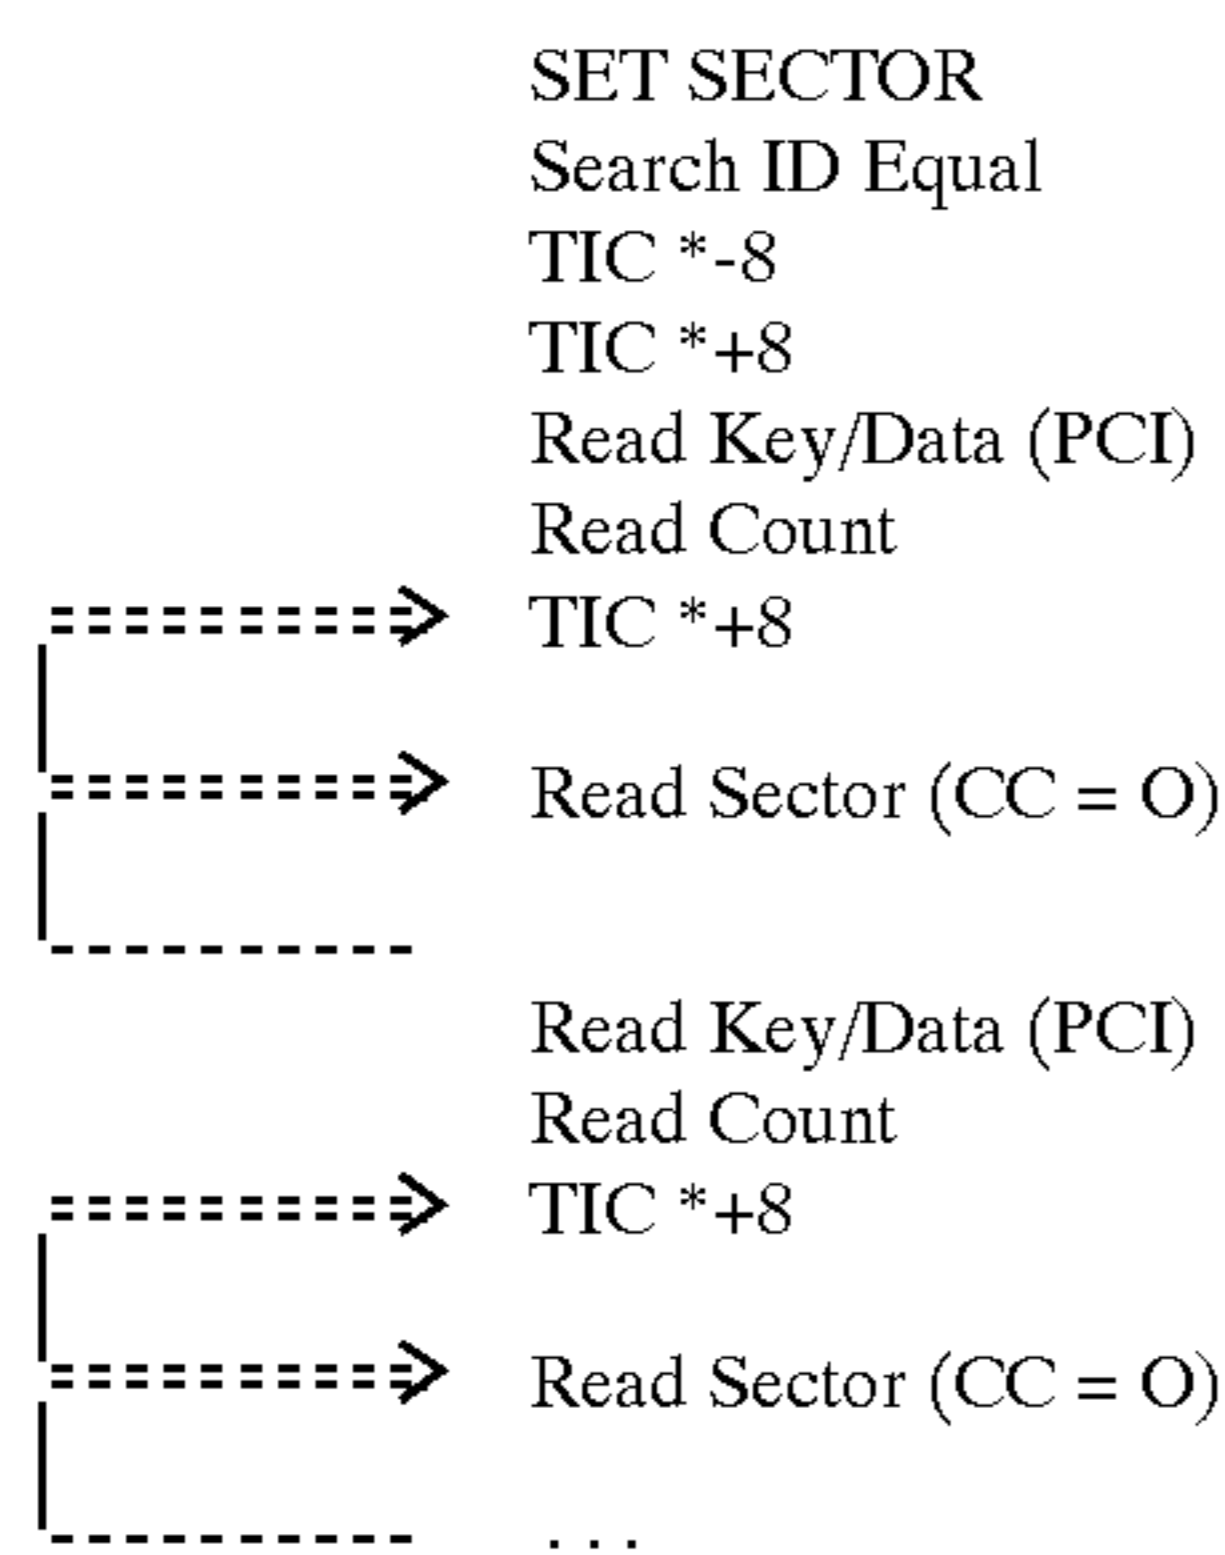 SET SECTOR
Search ID Equal
TIC *-8
TIC *+8
Read Key/Data (PCI)
Read Count
TIC *+8
Read Sector (CC = O)
Read Key/Data (PCI)
Read Count
TIC *+8
Read Sector (CC = O)
. . .